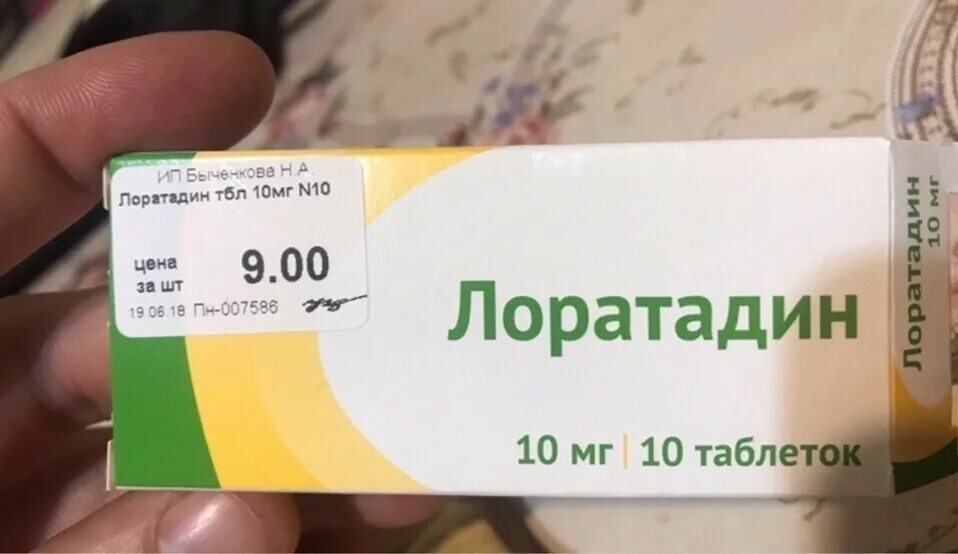 ИП Быченкова Н.А.
Лоратадин тбл 10мг N10
цена
за шт
9.00
19.06.18 Пн-007586
Лоратадин
10 мг | 10 таблеток
Лоратадин
10 мг